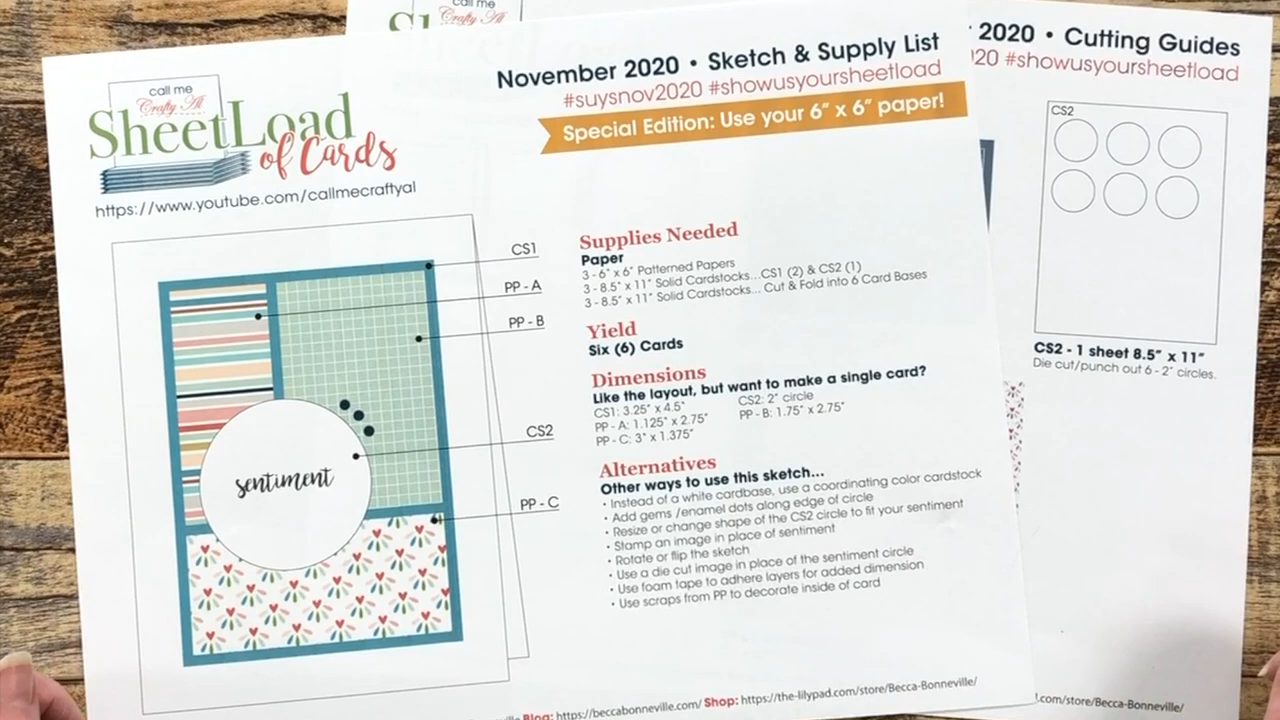 call me
Crafty Al
SheetLoad
of Cards
https://www.youtube.com/callmecraftyal
November 2020 • Sketch & Supply List
#suysnov2020 #showusyoursheetload
Special Edition: Use your 6" x 6" paper!
CS1
PP - A
PP - B
CS2
PP - C
sentiment
Supplies Needed
Paper
3 - 6" x 6" Patterned Papers
3 - 8.5" x 11" Solid Cardstocks...CS1 (2) & CS2 (1)
3 - 8.5" x 11" Solid Cardstocks... Cut & Fold into 6 Card Bases
Yield
Six (6) Cards
Dimensions
Like the layout, but want to make a single card?
CS1: 3.25" x 4.5" CS2: 2" circle
PP - A: 1.125" x 2.75" PP - B: 1.75" x 2.75"
PP - C: 3" x 1.375"
Alternatives
Other ways to use this sketch...
• Instead of a white cardbase, use a coordinating color cardstock
• Add gems /enamel dots along edge of circle
• Resize or change shape of the CS2 circle to fit your sentiment
• Stamp an image in place of sentiment
• Rotate or flip the sketch
• Use a die cut image in place of the sentiment circle
• Use foam tape to adhere layers for added dimension
• Use scraps from PP to decorate inside of card
Blog: https://beccabonneville.com/ Shop: https://the-lilypad.com/store/Becca-Bonneville/
call me
Crafty Al
2020 • Cutting Guides
20 #showusyoursheetload
CS2
CS2 - 1 sheet 8.5" x 11"
Die cut/punch out 6 - 2" circles.
.com/store/Becca-Bonneville/